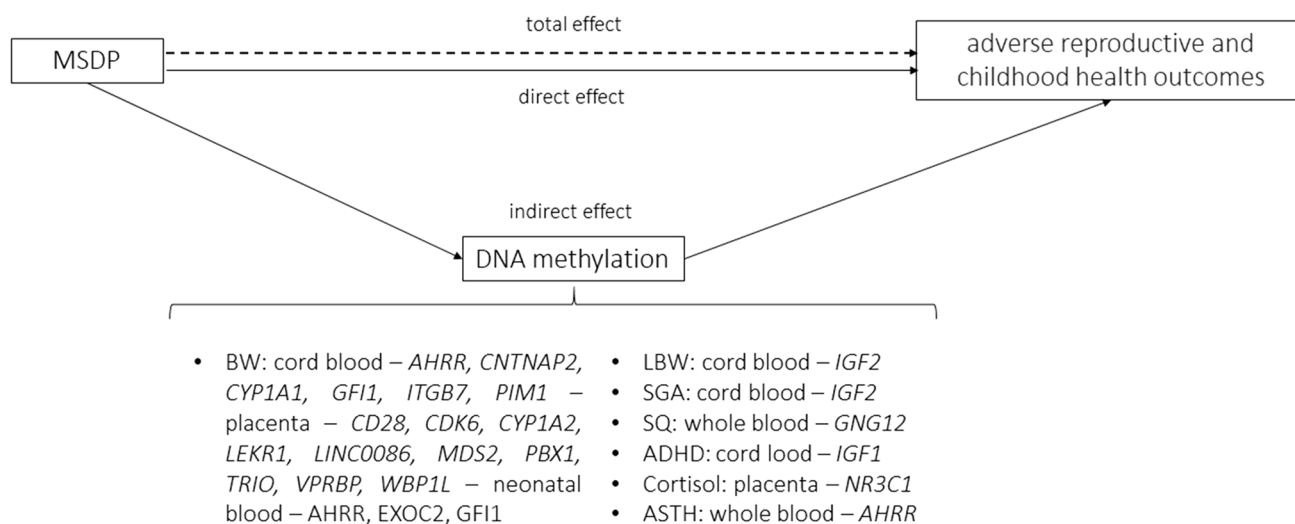 total effect
MSDP
adverse reproductive and
childhood health outcomes
direct effect
indirect effect
DNA methylation
• BW: cord blood – AHRR, CNTNAP2,
CYP1A1, GFI1, ITGB7, PIM1 –
placenta – CD28, CDK6, CYP1A2,
LEKR1, LINC0086, MDS2, PBX1,
TRIO, VPRBP, WBP1L – neonatal
blood – AHRR, EXOC2, GFI1
• LBW: cord blood – IGF2
• SGA: cord blood – IGF2
• SQ: whole blood – GNG12
• ADHD: cord lood – IGF1
• Cortisol: placenta – NR3C1
• ASTH: whole blood – AHRR